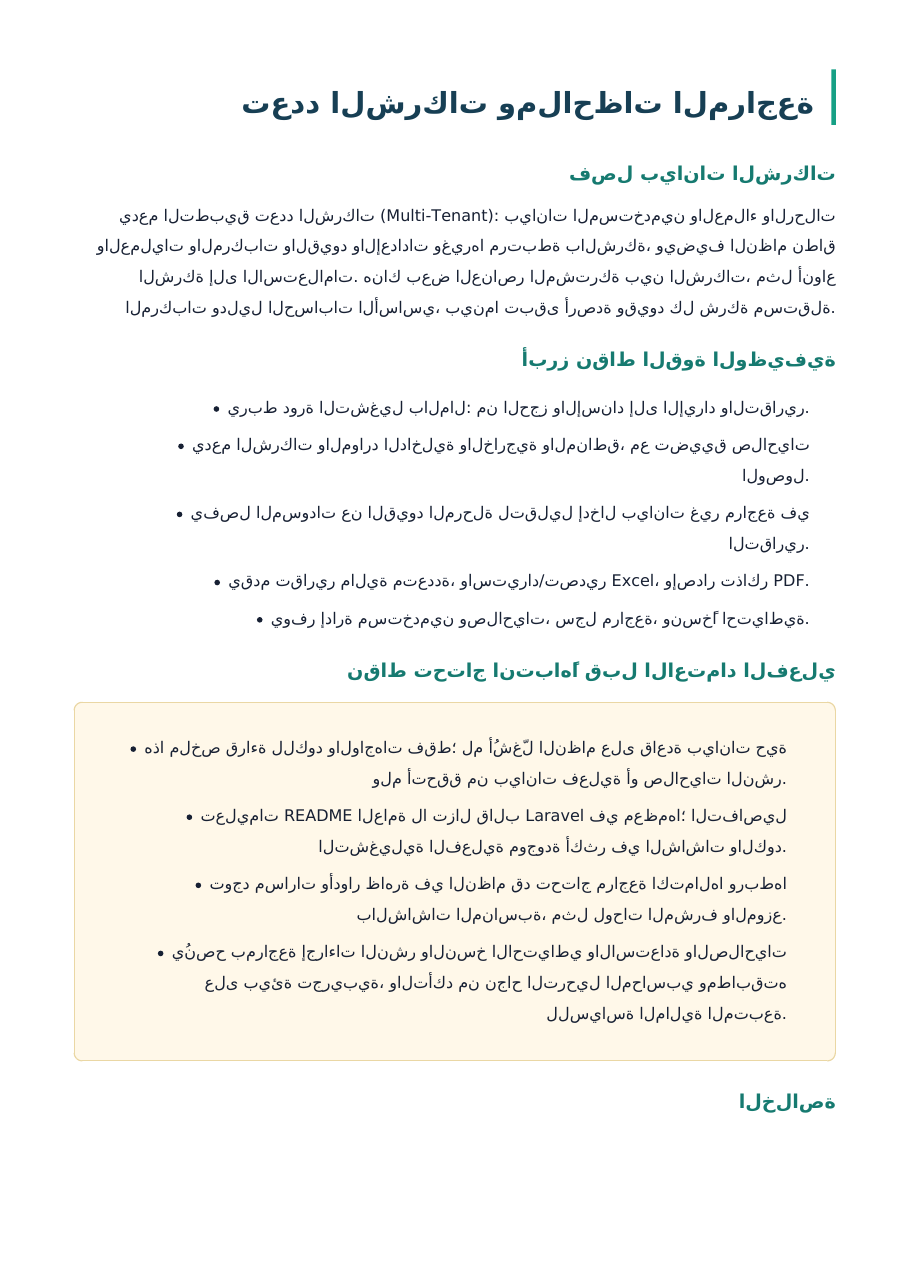 تعدد الشركات وملاحظات المراجعة
فصل بيانات الشركات
يدعم التطبيق تعدد الشركات (Multi-Tenant): بيانات المستخدمين والعملاء والرحلات
والعمليات والمركبات والقيود والإعدادات وغيرها مرتبطة بالشركة، ويضيف النظام نطاق
الشركة إلى الاستعلامات. هناك بعض العناصر المشتركة بين الشركات، مثل أنواع
المركبات ودليل الحسابات الأساسي، بينما تبقى أرصدة وقيود كل شركة مستقلة.
أبرز نقاط القوة الوظيفية
• يربط دورة التشغيل بالمال: من الحجز والإسناد إلى الإيراد والتقارير.
• يدعم الشركات والموارد الداخلية والخارجية والمناطق، مع تضييق صلاحيات
الوصول.
• يفصل المسودات عن القيود المرحلة لتقليل إدخال بيانات غير مراجعة في
التقارير.
• يقدم تقارير مالية متعددة، واستيراد/تصدير Excel، وإصدار تذاكر PDF.
• يوفر إدارة مستخدمين وصلاحيات، سجل مراجعة، ونسخًا احتياطية.
نقاط تحتاج انتباهًا قبل الاعتماد الفعلي
• هذا ملخص قراءة للكود والواجهات فقط؛ لم أُشغّل النظام على قاعدة بيانات حية
ولم أتحقق من بيانات فعلية أو صلاحيات النشر.
• تعليمات README العامة لا تزال قالب Laravel في معظمها؛ التفاصيل
التشغيلية الفعلية موجودة أكثر في الشاشات والكود.
• توجد مسارات وأدوار ظاهرة في النظام قد تحتاج مراجعة اكتمالها وربطها
بالشاشات المناسبة، مثل لوحات المشرف والموزع.
• يُنصح بمراجعة إجراءات النشر والنسخ الاحتياطي والاستعادة والصلاحيات
على بيئة تجريبية، والتأكد من نجاح الترحيل المحاسبي ومطابقته
للسياسة المالية المتبعة.
الخلاصة